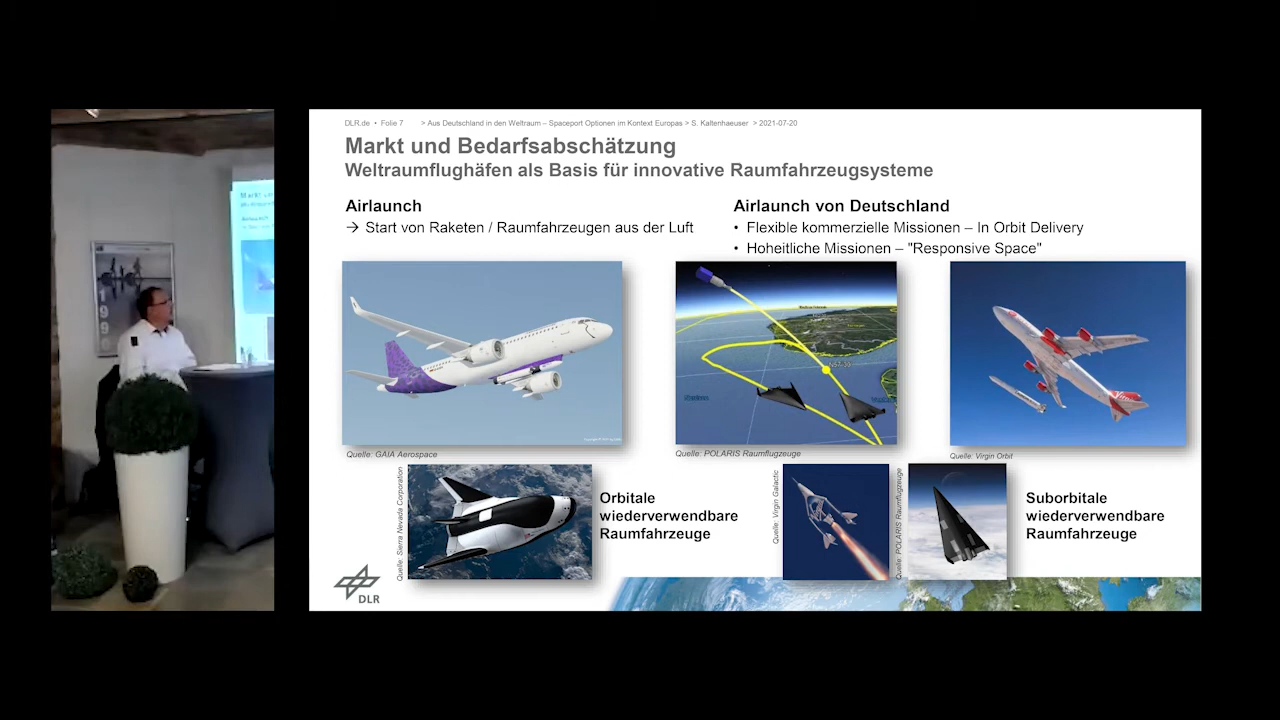 DLR.de • Folie 7 > Aus Deutschland in den Weltraum – Spaceport Optionen im Kontext Europas > S. Kaltenhaeuser > 2021-07-20
Markt und Bedarfsabschätzung
Weltraumflughäfen als Basis für innovative Raumfahrzeugsysteme
Airlaunch
→ Start von Raketen / Raumfahrzeugen aus der Luft
Airlaunch von Deutschland
• Flexible kommerzielle Missionen – In Orbit Delivery
• Hoheitliche Missionen – "Responsive Space"
Quelle: GAIA Aerospace
Quelle: POLARIS Raumflugzeuge
Quelle: Virgin Orbit
Quelle: Sierra Nevada Corporation
Orbitale
wiederverwendbare
Raumfahrzeuge
Quelle: Virgin Galactic
Quelle: POLARIS Raumflugzeuge
Suborbitale
wiederverwendbare
Raumfahrzeuge
DLR
1990